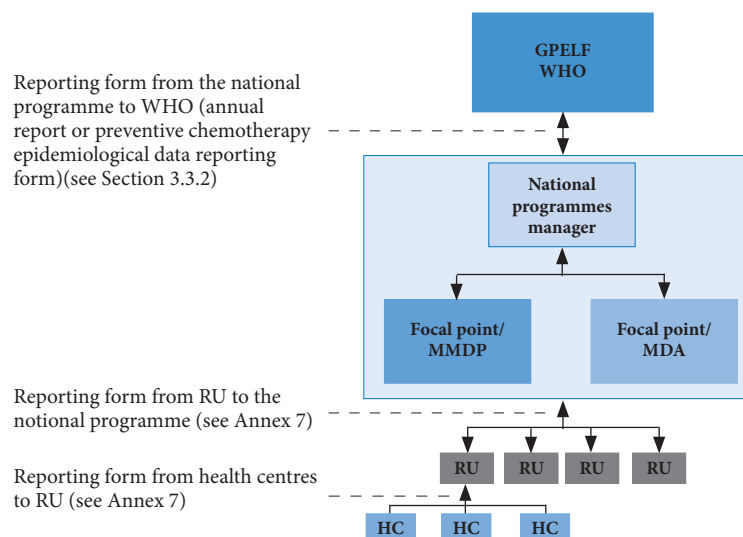 GPELF
WHO
Reporting form from the national
programme to WHO (annual
report or preventive chemotherapy
epidemiological data reporting
form)(see Section 3.3.2)
National
programmes
manager
Focal point/
MMDP
Focal point/
MDA
Reporting form from RU to the
notional programme (see Annex 7)
RU
RU
RU
RU
Reporting form from health centres
to RU (see Annex 7)
HC
HC
HC